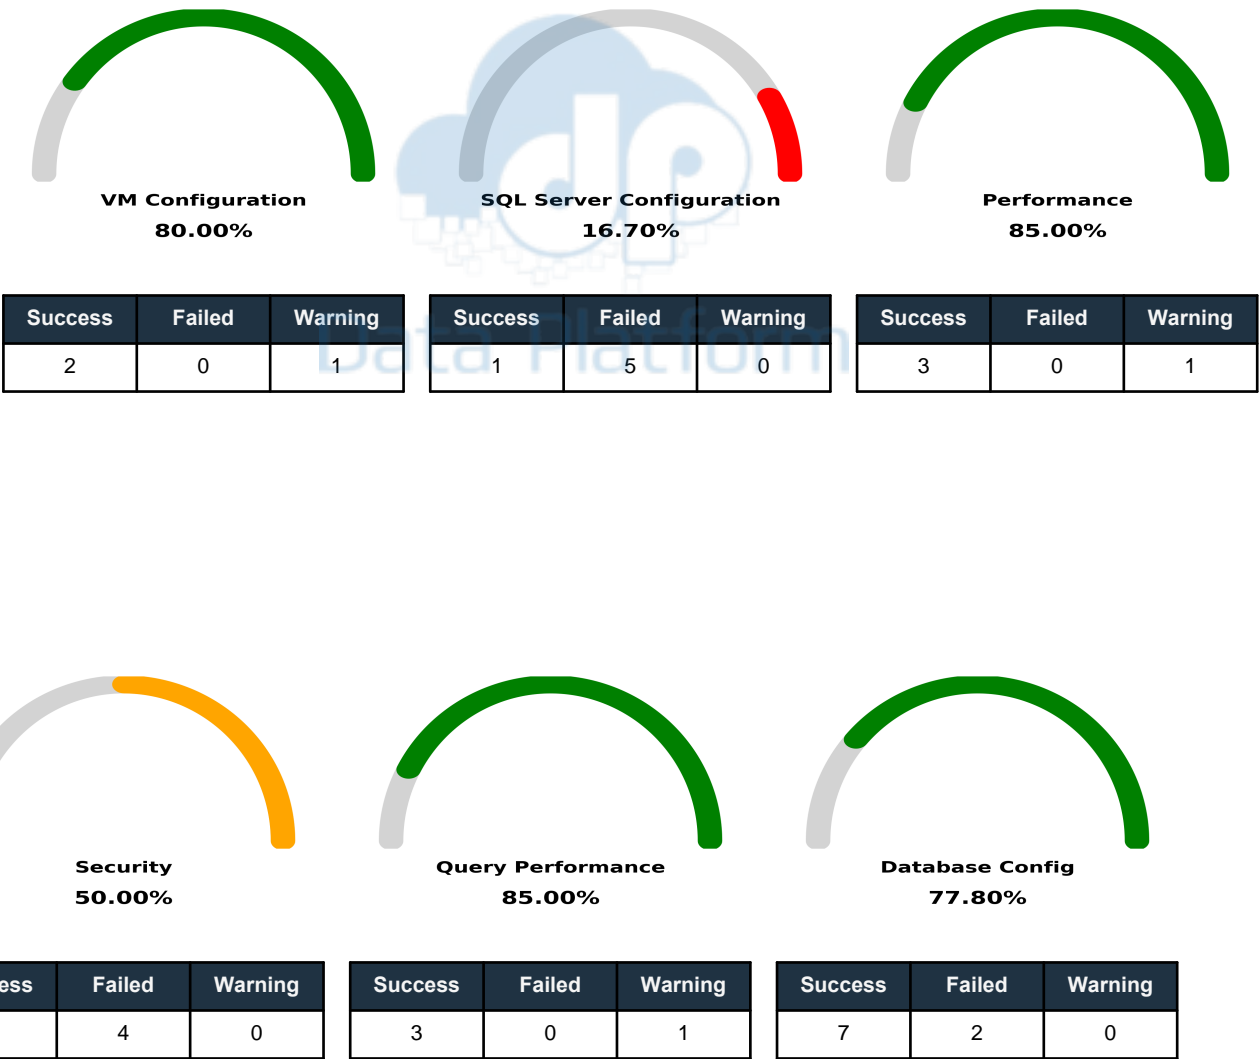 VM Configuration
80.00%
SQL Server Configuration
16.70%
Performance
85.00%
Success Failed Warning
2 0 1
Success Failed Warning
1 5 0
Success Failed Warning
3 0 1
Data Platform
dp
Security
50.00%
Query Performance
85.00%
Database Config
77.80%
ess Failed Warning
4 0
Success Failed Warning
3 0 1
Success Failed Warning
7 2 0